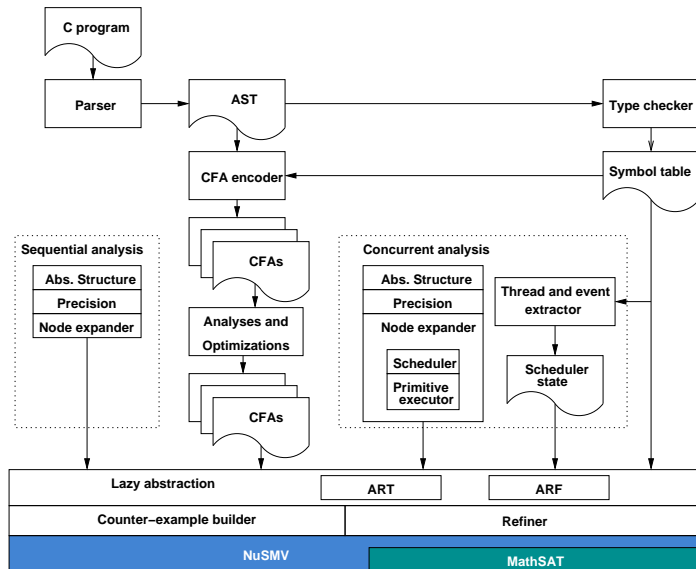 C program
Parser
AST
Type checker
CFA encoder
Symbol table
Sequential analysis
Abs. Structure
Precision
Node expander
CFAs
Analyses and
Optimizations
CFAs
Concurrent analysis
Abs. Structure
Precision
Node expander
Scheduler
Primitive
executor
Thread and event
extractor
Scheduler
state
Lazy abstraction
ART
ARF
Counter−example builder
Refiner
NuSMV
MathSAT